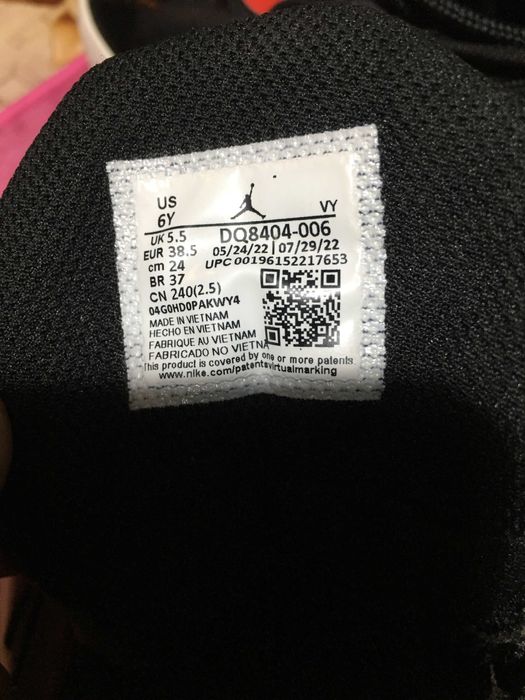 US
6Y
VY
UK 5.5
DQ8404-006
EUR 38.5
05/24/22 | 07/29/22
cm 24
UPC 00196152217653
BR 37
CN 240(2.5)
04G0HD0PAKWY4
MADE IN VIETNAM
HECHO EN VIETNAM
FABRIQUE AU VIETNAM
FABRICADO NO VIETNA
This product is covered by one or more patents
www.nike.com/patentsvirtualmarking